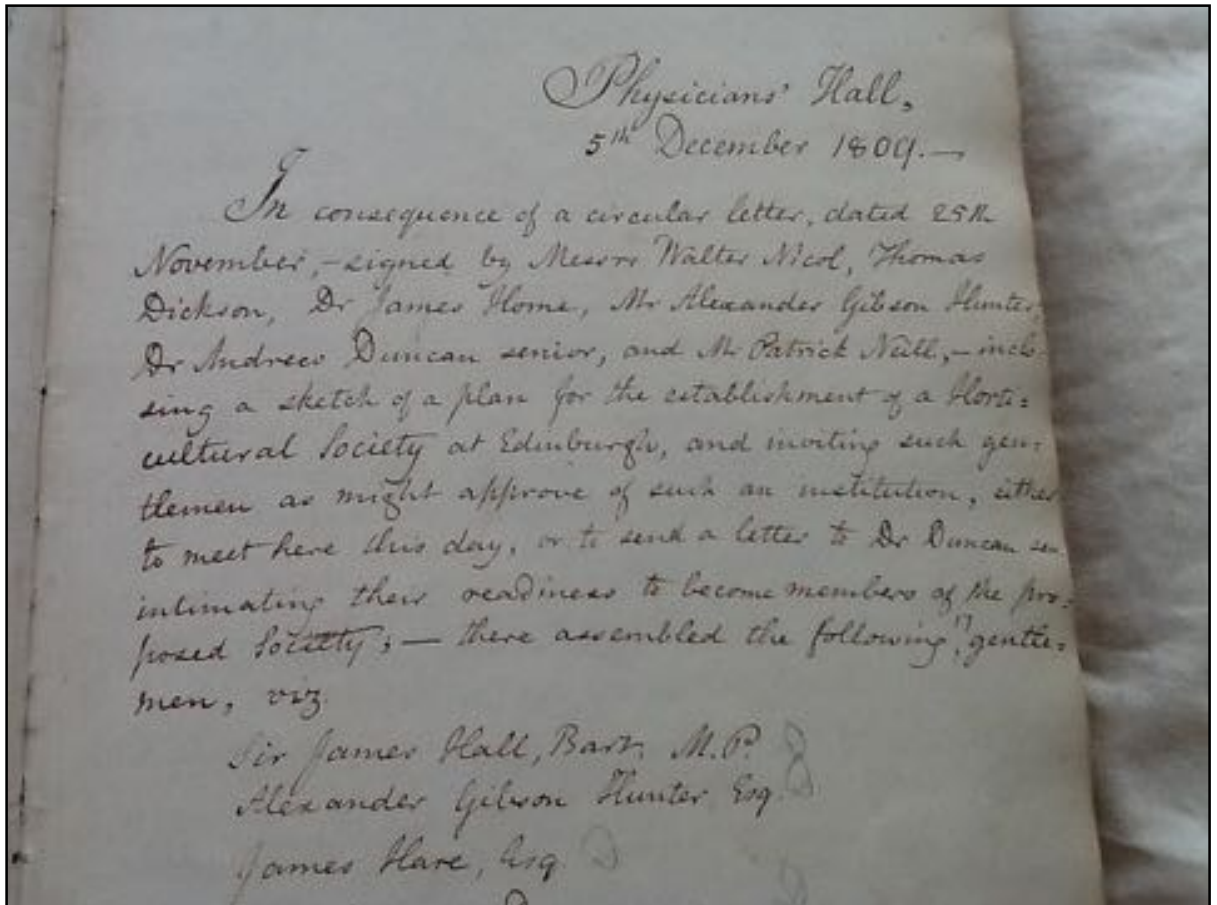 Physicians' Hall,
5th December 1809.—
In consequence of a circular letter, dated 25th
November,—signed by Messrs Walter Nicol, Thomas
Dickson, Dr James Home, Mr Alexander Gibson Hunter,
Dr Andrew Duncan senior, and Mr Patrick Neill,—inclo-
sing a sketch of a plan for the establishment of a Horti=
cultural Society at Edinburgh, and inviting such gen=
tlemen as might approve of such an institution, either
to meet here this day, or to send a letter to Dr Duncan sen.
intimating their readiness to become members of the pro=
posed Society;— there assembled the following 17 gentle=
men, viz.
Sir James Hall, Bart. M.P.
Alexander Gibson Hunter Esq.
James Hare, Esq